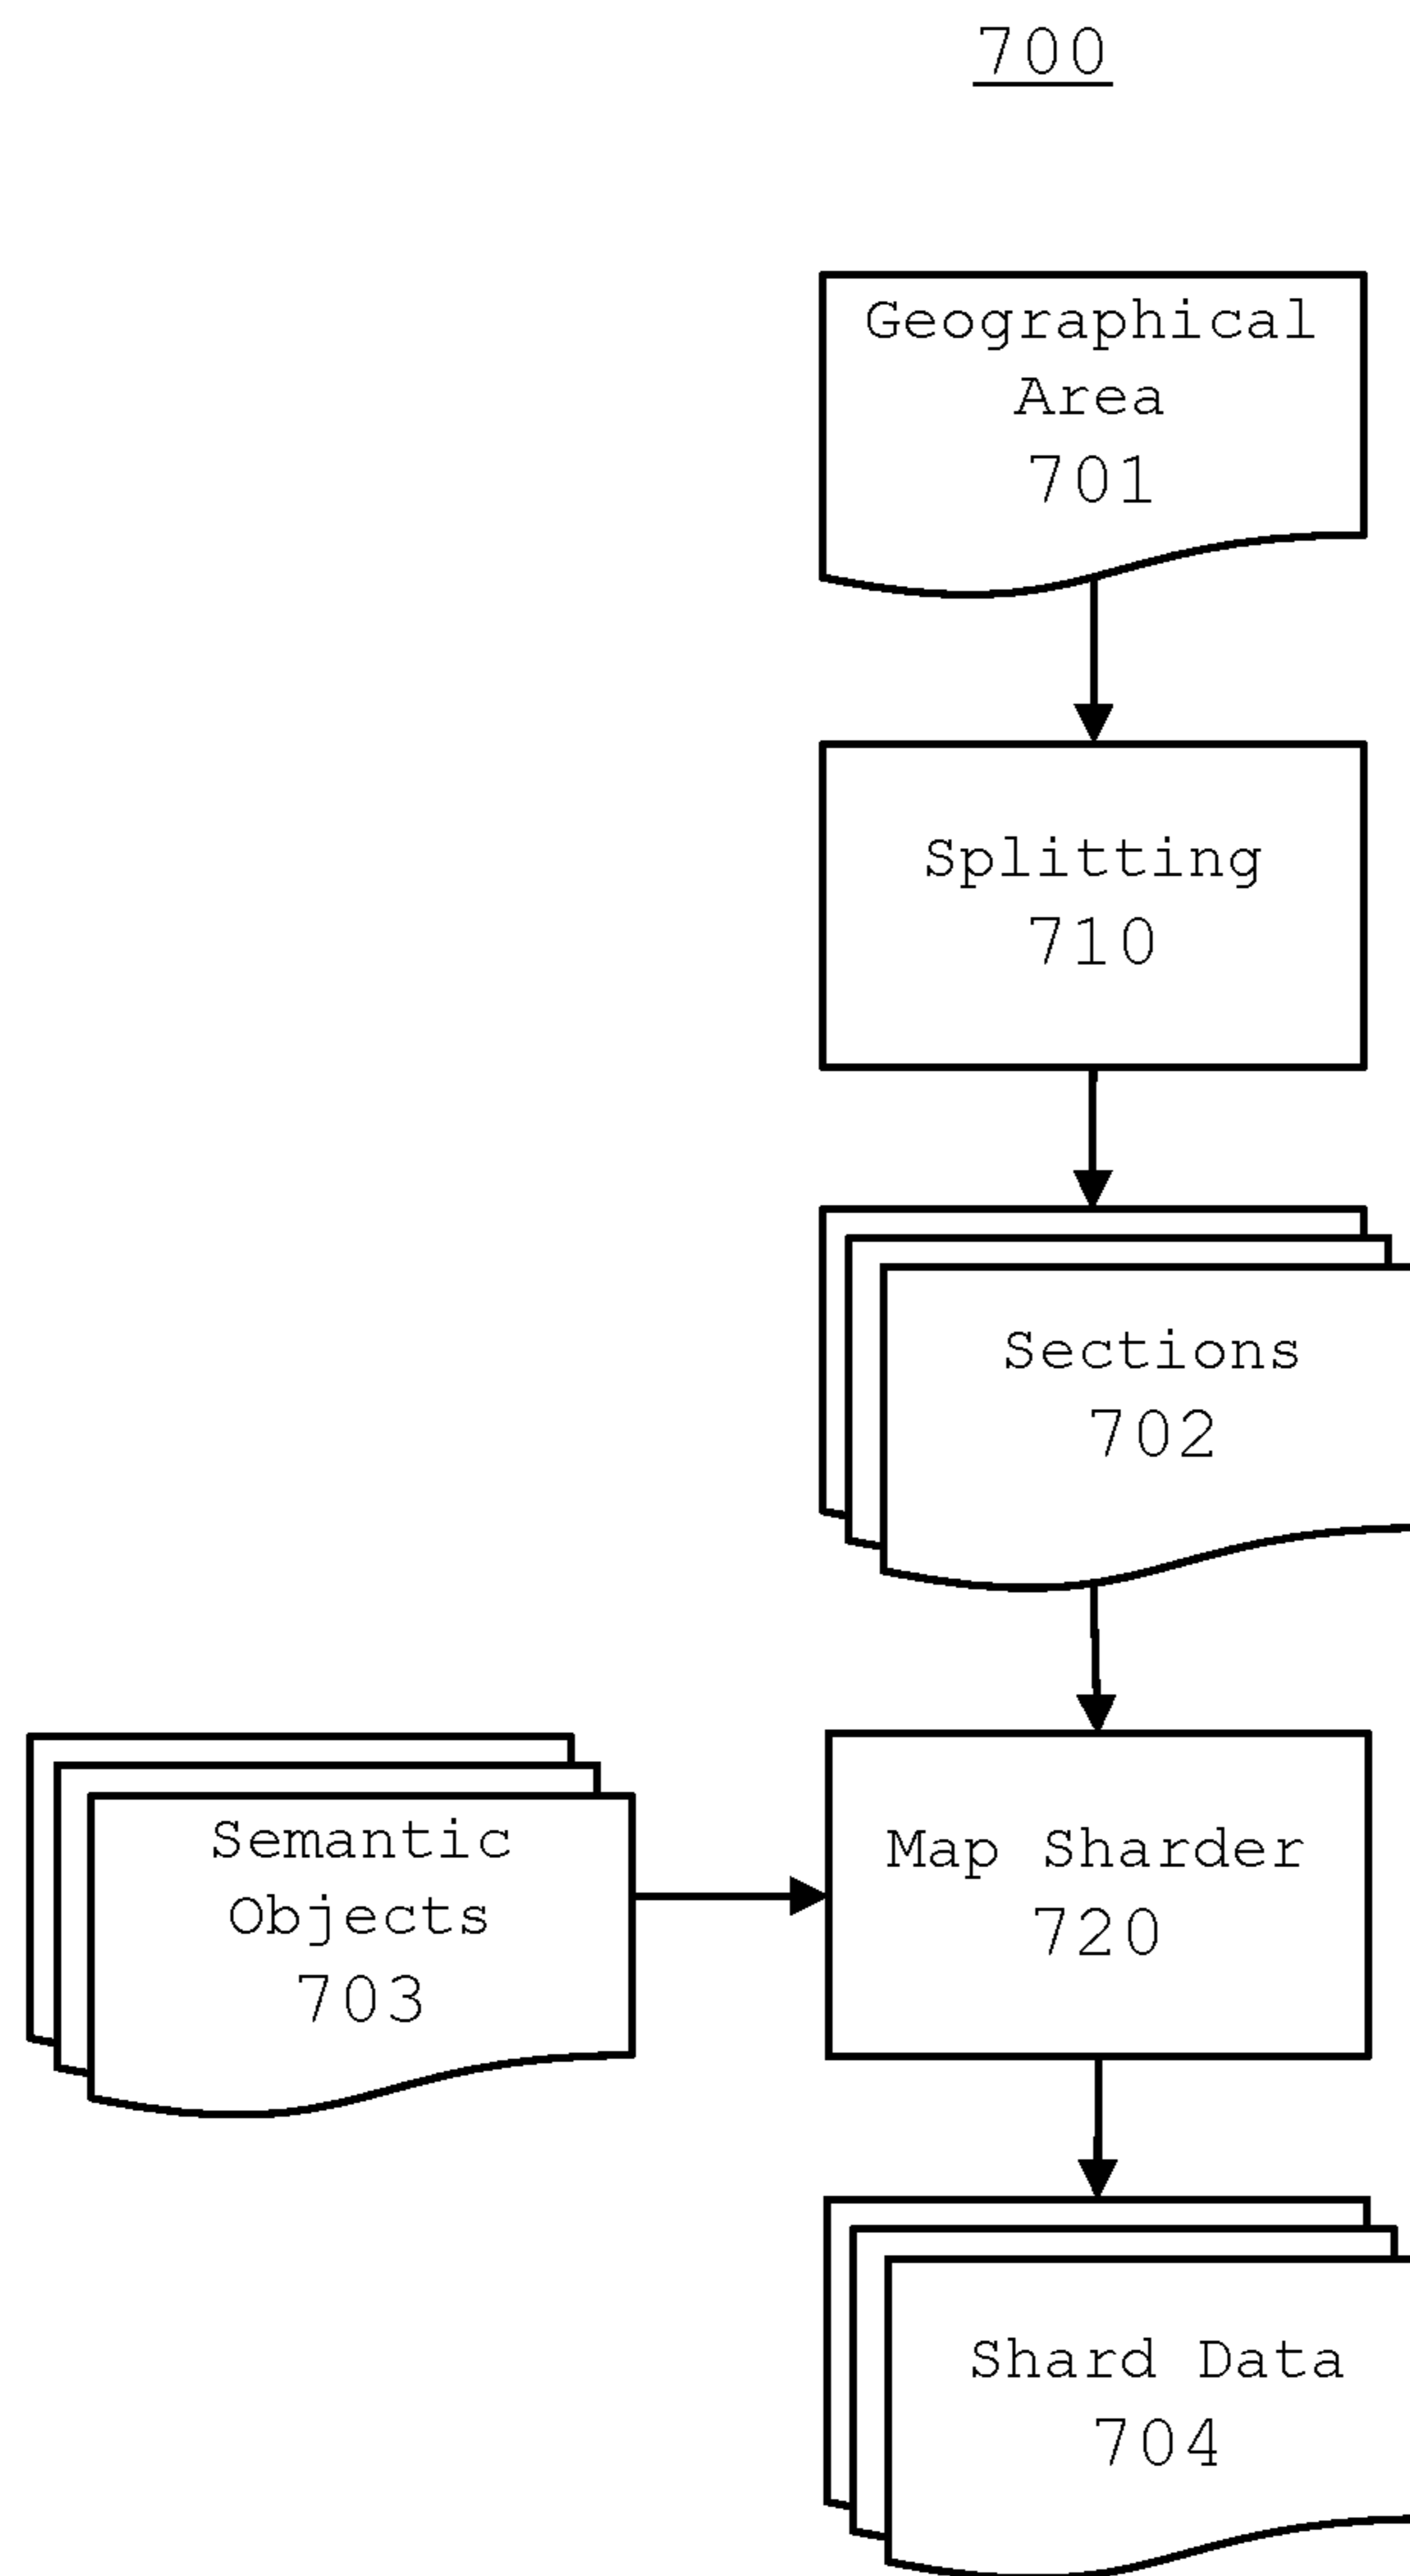 700
Geographical
Area
701
Splitting
710
Sections
702
Semantic
Objects
703
Map Sharder
720
Shard Data
704